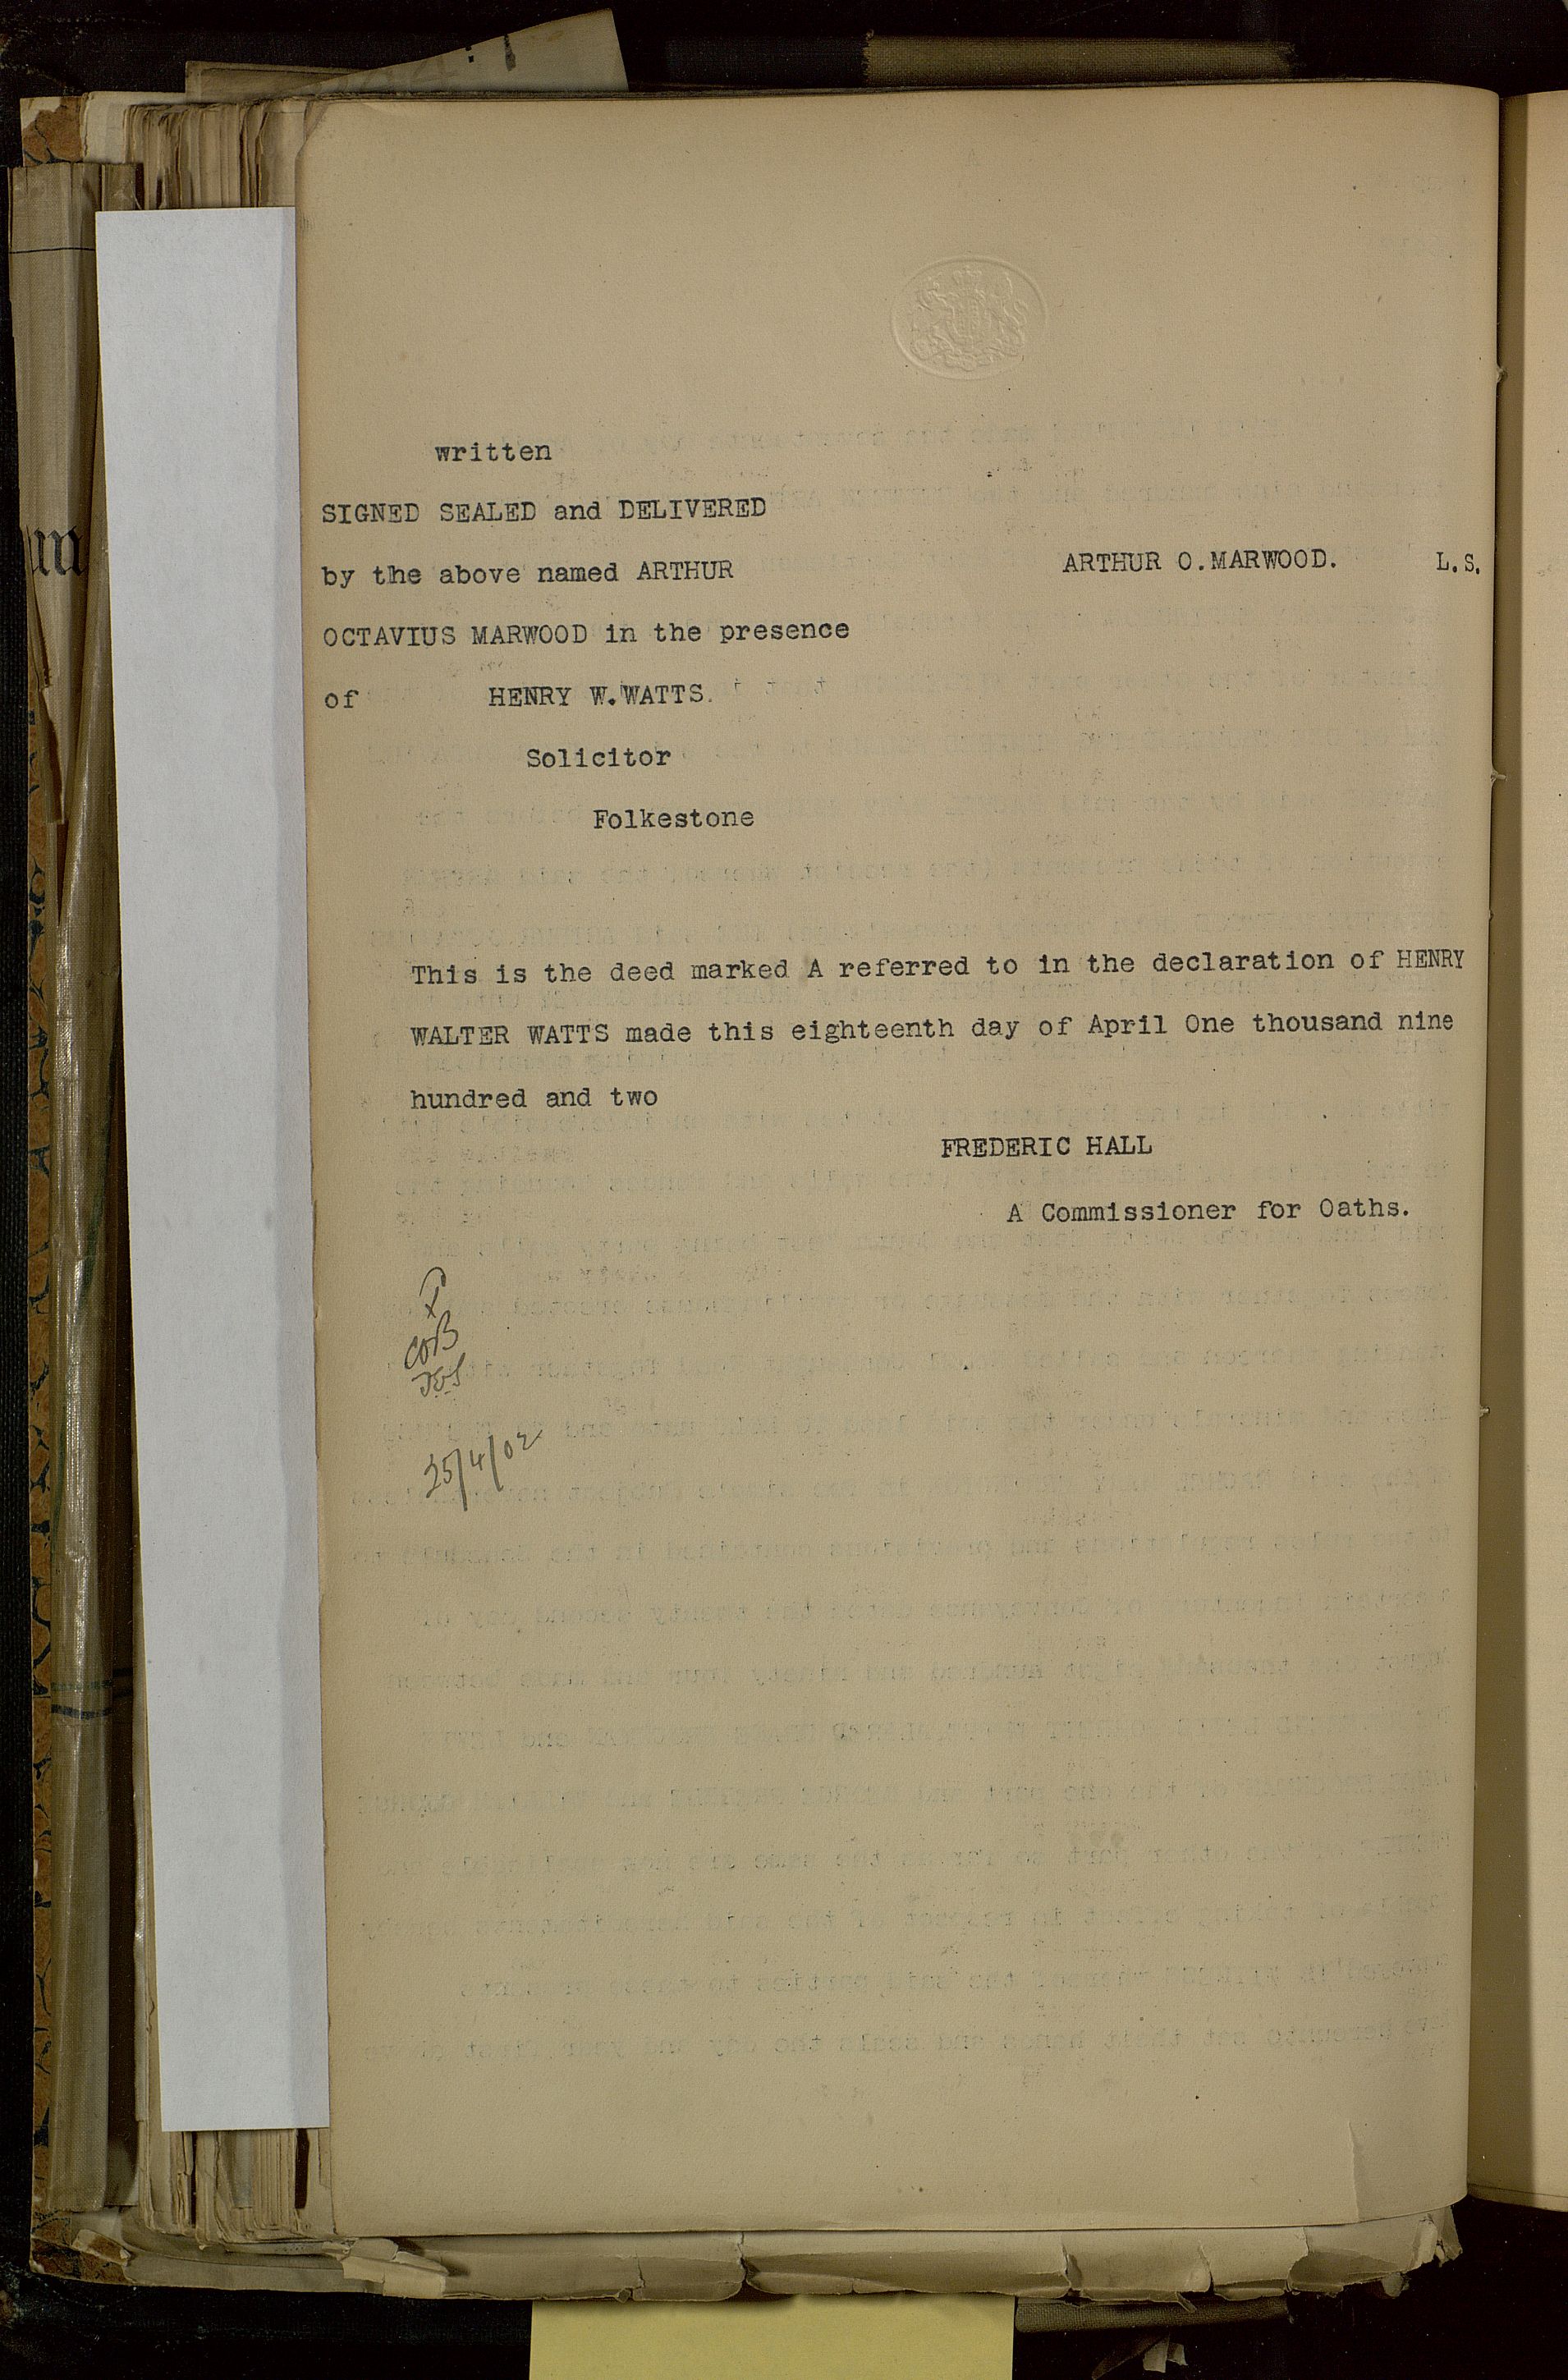 written
SIGNED SEALED and DELIVERED
by the above named ARTHUR ARTHUR O. MARWOOD. L.S.
OCTAVIUS MARWOOD in the presence
of HENRY W. WATTS.
Solicitor
Folkestone
This is the deed marked A referred to in the declaration of HENRY
WALTER WATTS made this eighteenth day of April One thousand nine
hundred and two
FREDERIC HALL
A Commissioner for Oaths.
25/4/02